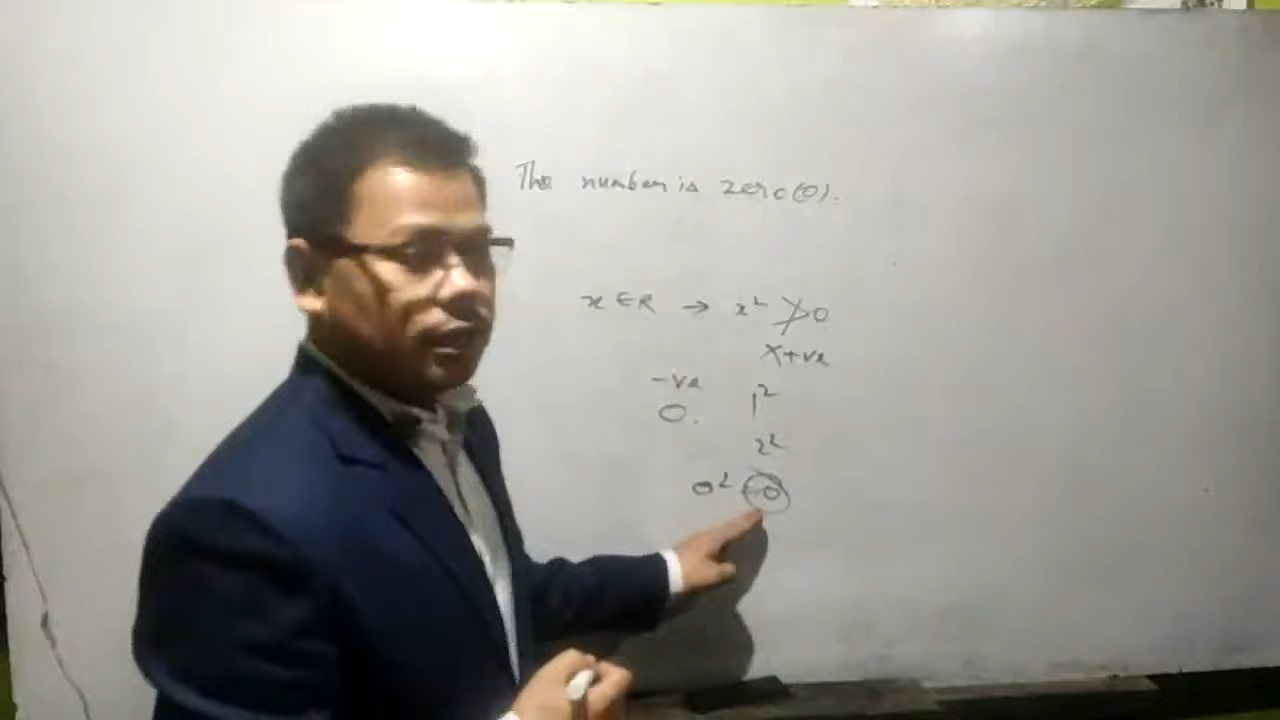 The number is zero(0).
x ∈ R → x² ≯ 0
x +ve
-ve
0. 1²
2²
0² = 0